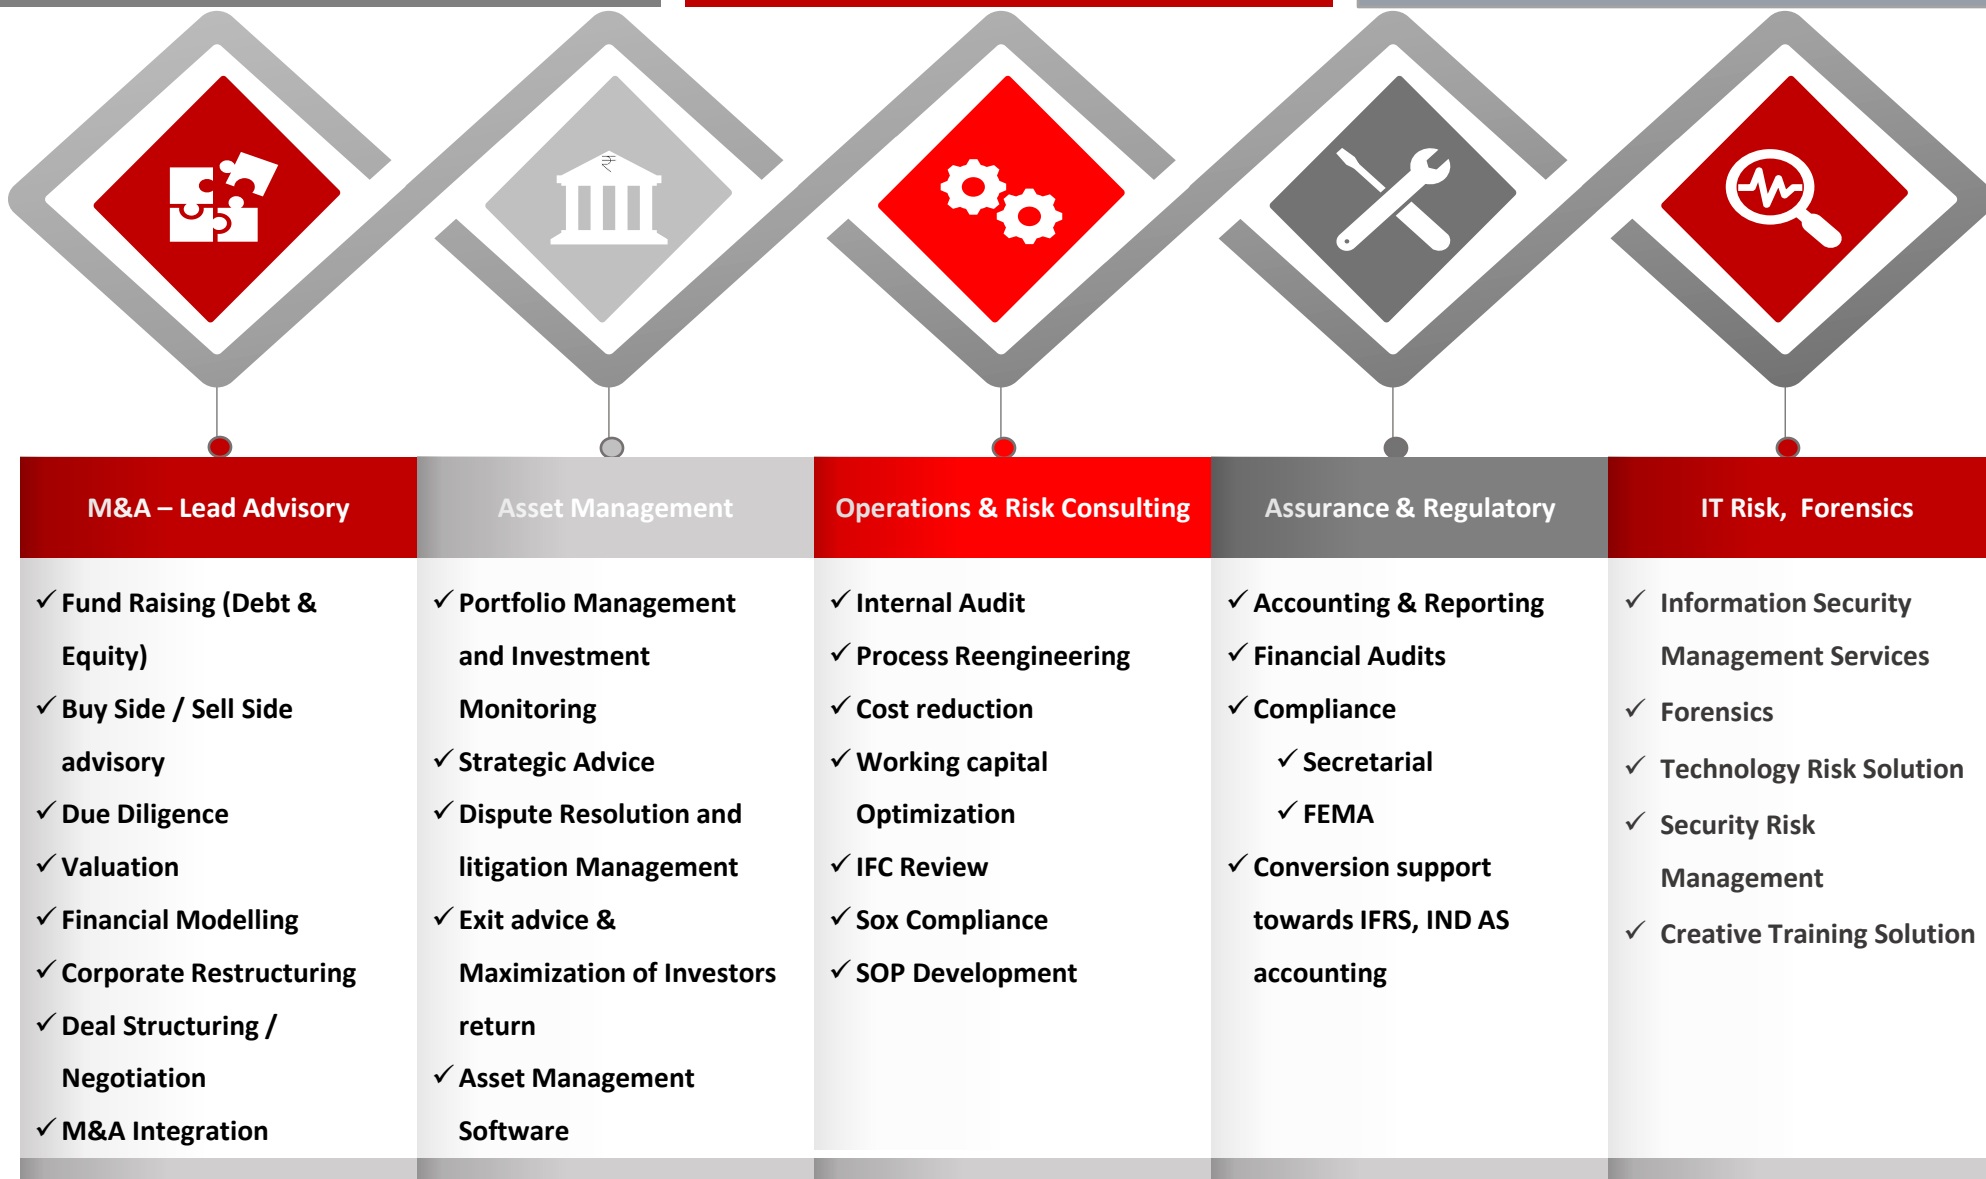 ₹
M&A – Lead Advisory
✓ Fund Raising (Debt &
Equity)
✓ Buy Side / Sell Side
advisory
✓ Due Diligence
✓ Valuation
✓ Financial Modelling
✓ Corporate Restructuring
✓ Deal Structuring /
Negotiation
✓ M&A Integration
Asset Management
✓ Portfolio Management
and Investment
Monitoring
✓ Strategic Advice
✓ Dispute Resolution and
litigation Management
✓ Exit advice &
Maximization of Investors
return
✓ Asset Management
Software
Operations & Risk Consulting
✓ Internal Audit
✓ Process Reengineering
✓ Cost reduction
✓ Working capital
Optimization
✓ IFC Review
✓ Sox Compliance
✓ SOP Development
Assurance & Regulatory
✓ Accounting & Reporting
✓ Financial Audits
✓ Compliance
✓ Secretarial
✓ FEMA
✓ Conversion support
towards IFRS, IND AS
accounting
IT Risk, Forensics
✓ Information Security
Management Services
✓ Forensics
✓ Technology Risk Solution
✓ Security Risk
Management
✓ Creative Training Solution